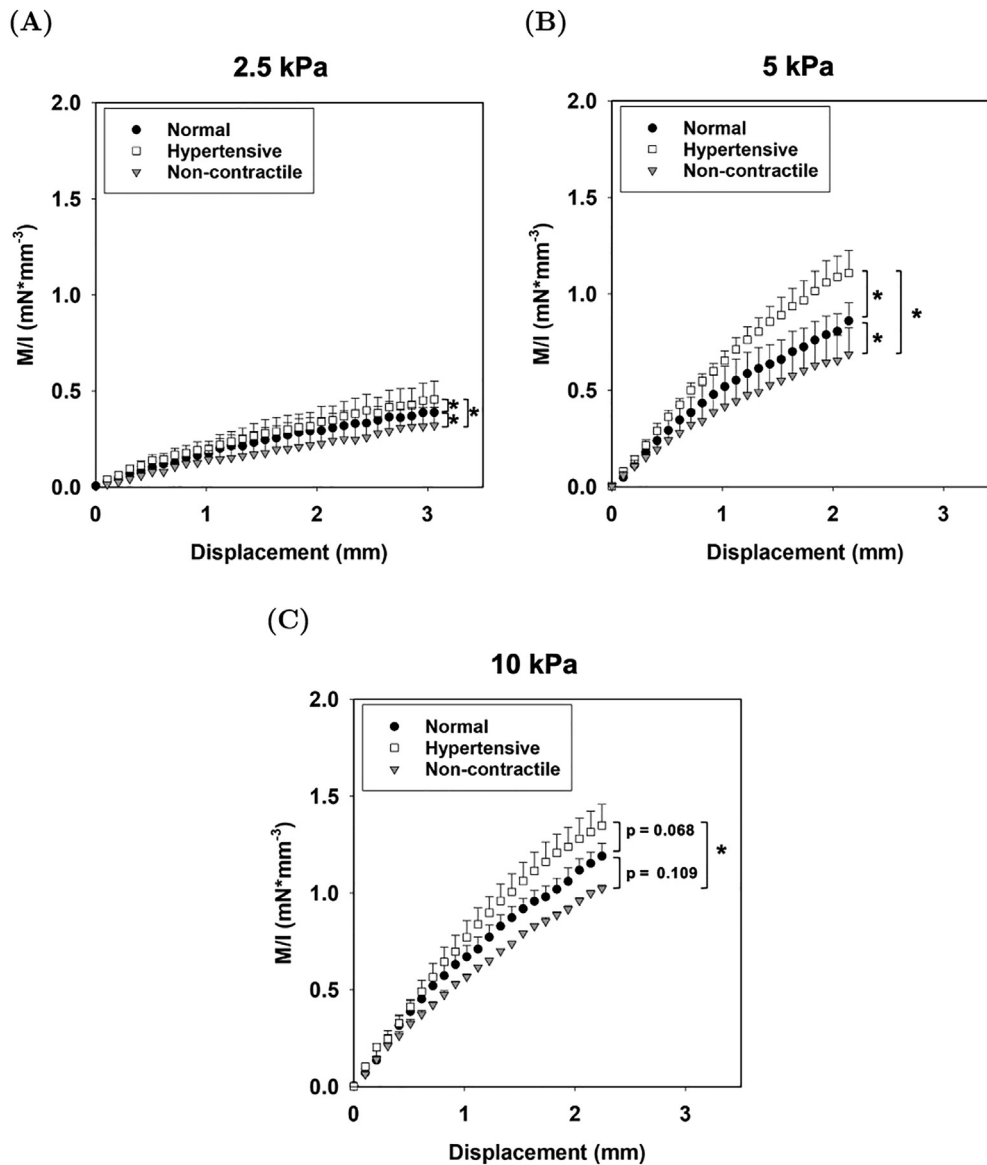 (A)
2.5 kPa
2.0
1.5
1.0
0.5
0.0
M/I (mN*mm-3)
Normal
Hypertensive
Non-contractile
*
*
*
0
1
2
3
Displacement (mm)
(B)
5 kPa
2.0
1.5
1.0
0.5
0.0
M/I (mN*mm-3)
Normal
Hypertensive
Non-contractile
*
*
*
0
1
2
3
Displacement (mm)
(C)
10 kPa
2.0
1.5
1.0
0.5
0.0
M/I (mN*mm-3)
Normal
Hypertensive
Non-contractile
p = 0.068
p = 0.109
*
0
1
2
3
Displacement (mm)